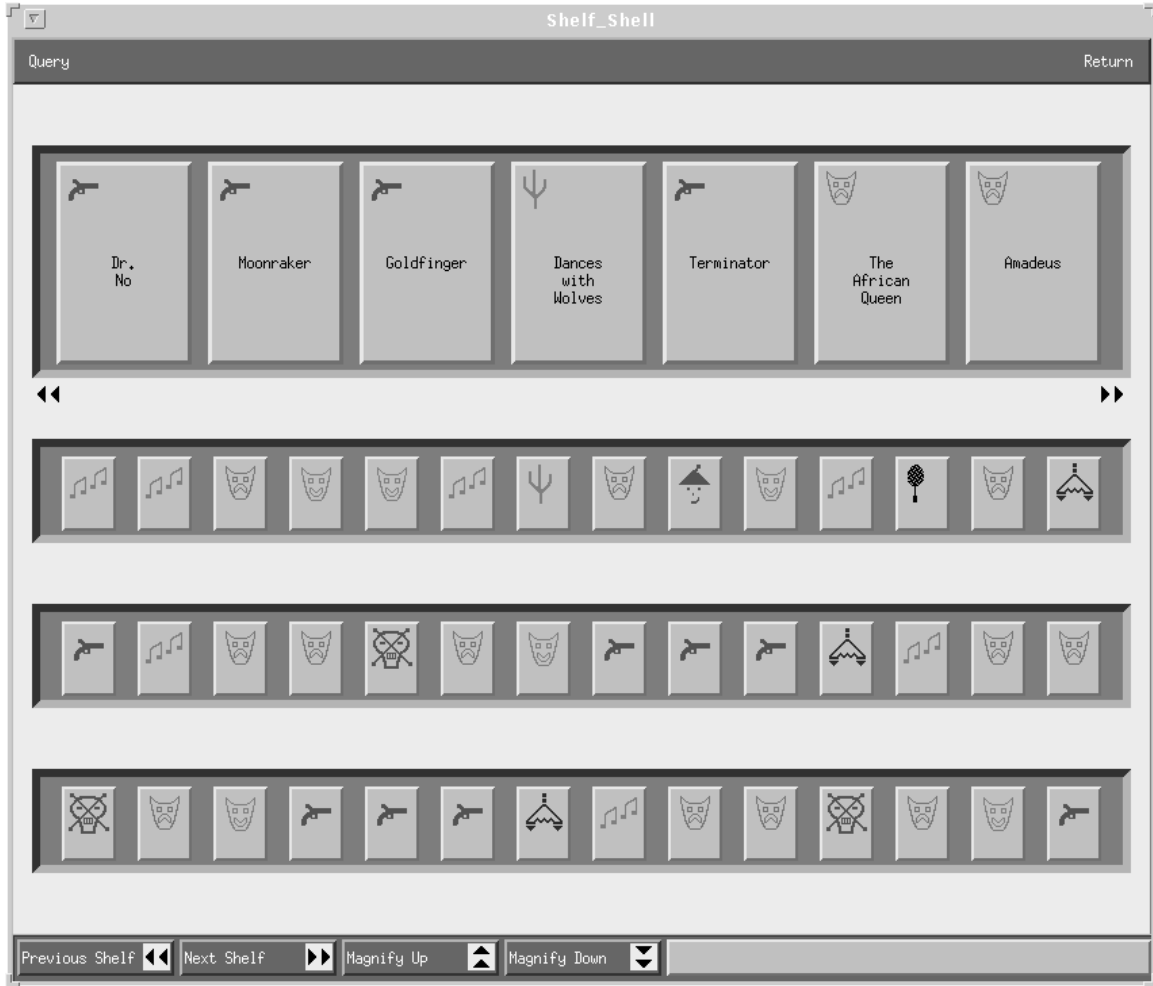 Shelf_Shell
Query Return
Dr.
No
Moonraker
Goldfinger
Dances
with
Wolves
Terminator
The
African
Queen
Amadeus
Previous Shelf Next Shelf Magnify Up Magnify Down